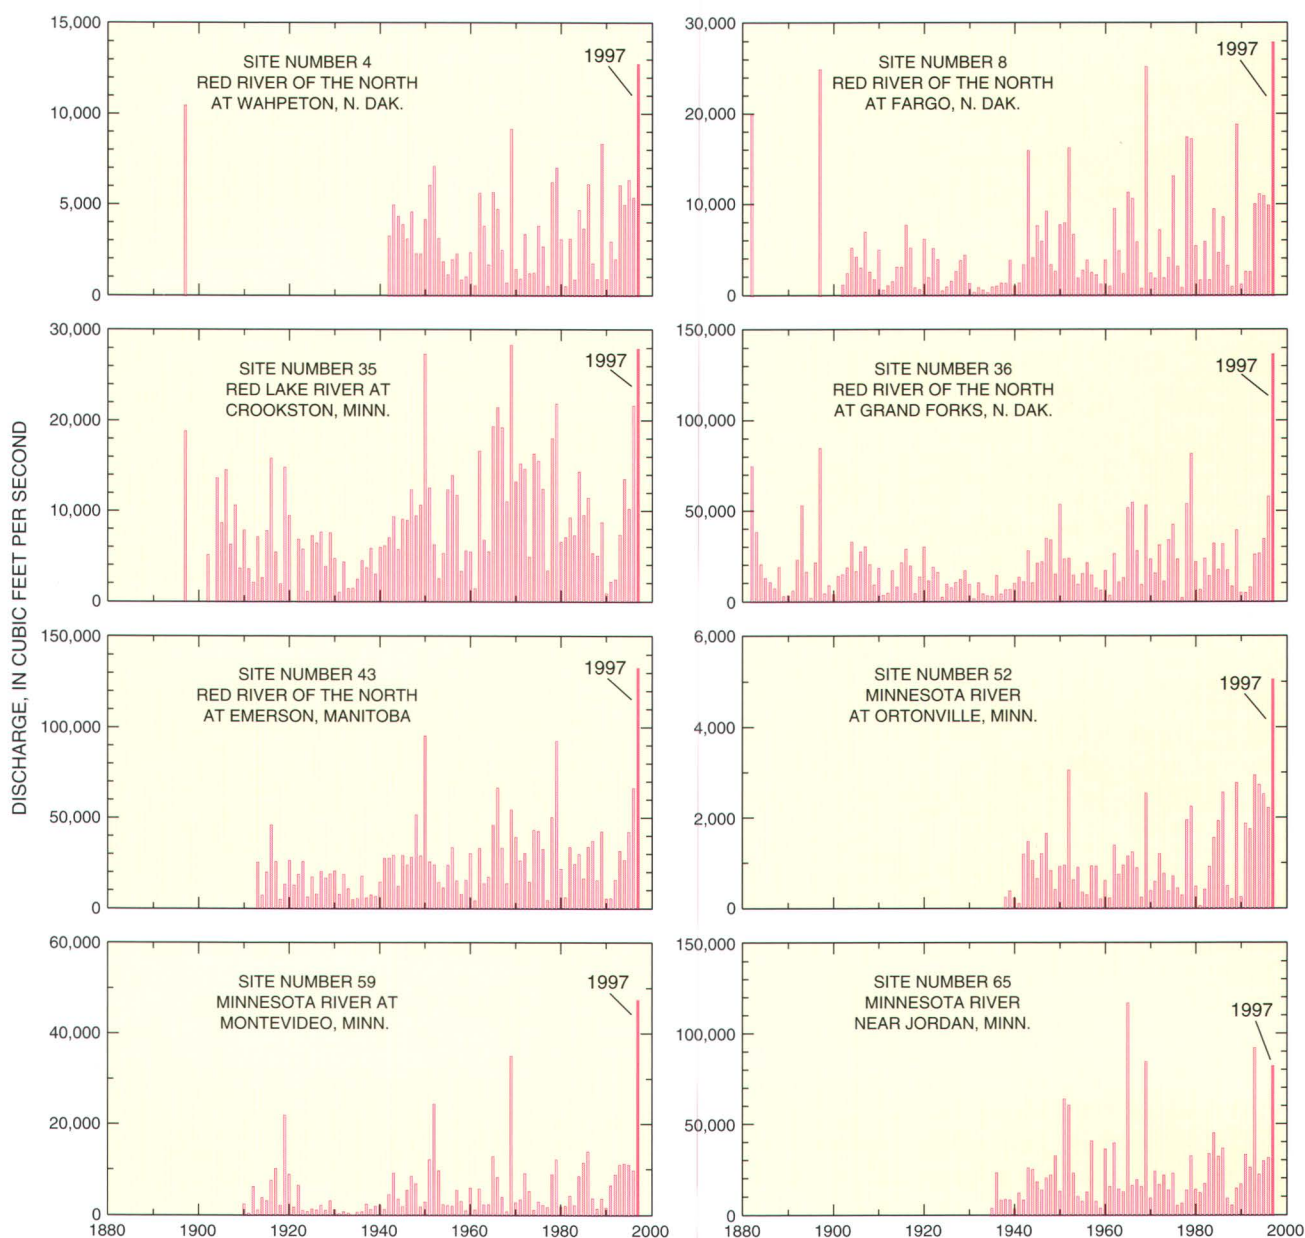 DISCHARGE, IN CUBIC FEET PER SECOND
15,000
10,000
5,000
0
SITE NUMBER 4
RED RIVER OF THE NORTH
AT WAHPETON, N. DAK.
1997
30,000
20,000
10,000
0
SITE NUMBER 8
RED RIVER OF THE NORTH
AT FARGO, N. DAK.
1997
30,000
20,000
10,000
0
SITE NUMBER 35
RED LAKE RIVER AT
CROOKSTON, MINN.
1997
150,000
100,000
50,000
0
SITE NUMBER 36
RED RIVER OF THE NORTH
AT GRAND FORKS, N. DAK.
1997
150,000
100,000
50,000
0
SITE NUMBER 43
RED RIVER OF THE NORTH
AT EMERSON, MANITOBA
1997
6,000
4,000
2,000
0
SITE NUMBER 52
MINNESOTA RIVER
AT ORTONVILLE, MINN.
1997
60,000
40,000
20,000
0
SITE NUMBER 59
MINNESOTA RIVER AT
MONTEVIDEO, MINN.
1997
1880 1900 1920 1940 1960 1980 2000
150,000
100,000
50,000
0
SITE NUMBER 65
MINNESOTA RIVER
NEAR JORDAN, MINN.
1997
1880 1900 1920 1940 1960 1980 2000